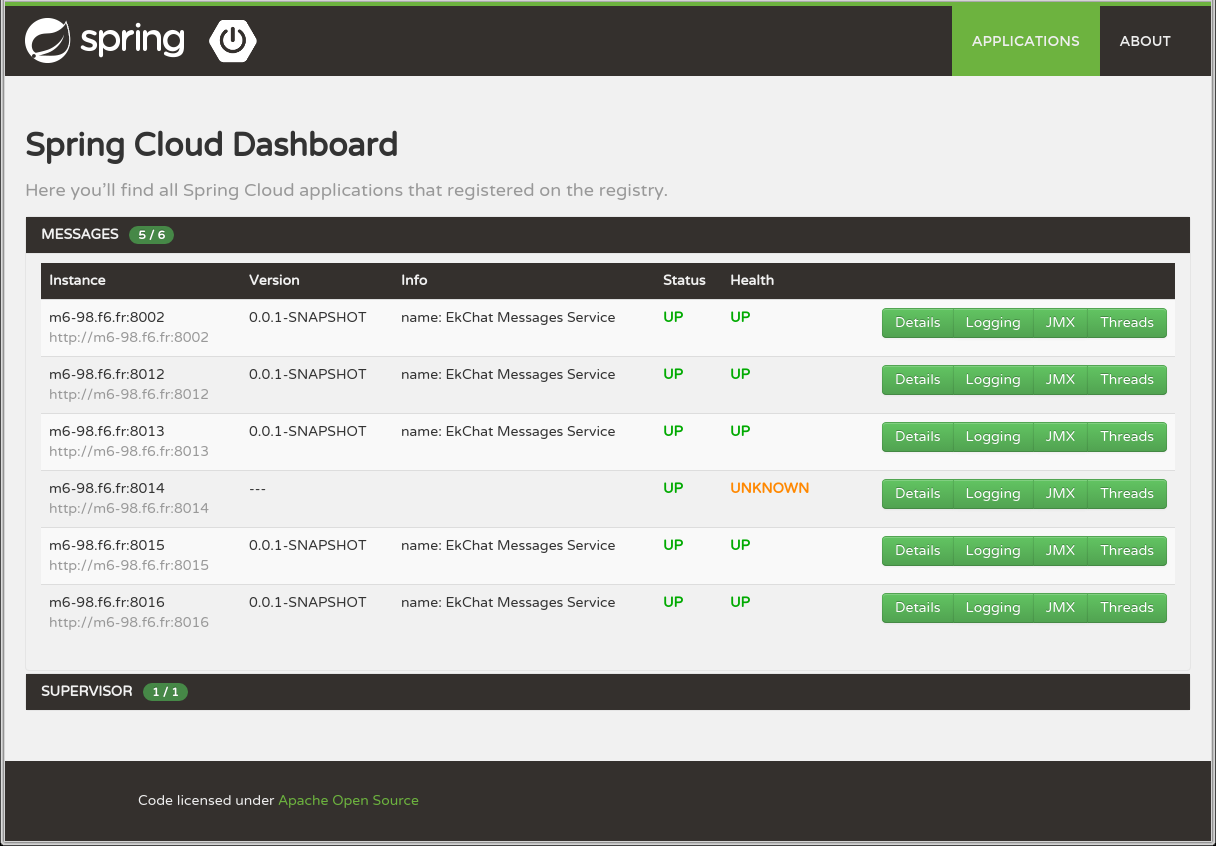 spring APPLICATIONS ABOUT
Spring Cloud Dashboard
Here you'll find all Spring Cloud applications that registered on the registry.
MESSAGES 5 / 6
Instance Version Info Status Health
m6-98.f6.fr:8002 0.0.1-SNAPSHOT name: EkChat Messages Service UP UP Details Logging JMX Threads
http://m6-98.f6.fr:8002
m6-98.f6.fr:8012 0.0.1-SNAPSHOT name: EkChat Messages Service UP UP Details Logging JMX Threads
http://m6-98.f6.fr:8012
m6-98.f6.fr:8013 0.0.1-SNAPSHOT name: EkChat Messages Service UP UP Details Logging JMX Threads
http://m6-98.f6.fr:8013
m6-98.f6.fr:8014 --- UP UNKNOWN Details Logging JMX Threads
http://m6-98.f6.fr:8014
m6-98.f6.fr:8015 0.0.1-SNAPSHOT name: EkChat Messages Service UP UP Details Logging JMX Threads
http://m6-98.f6.fr:8015
m6-98.f6.fr:8016 0.0.1-SNAPSHOT name: EkChat Messages Service UP UP Details Logging JMX Threads
http://m6-98.f6.fr:8016
SUPERVISOR 1 / 1
Code licensed under Apache Open Source